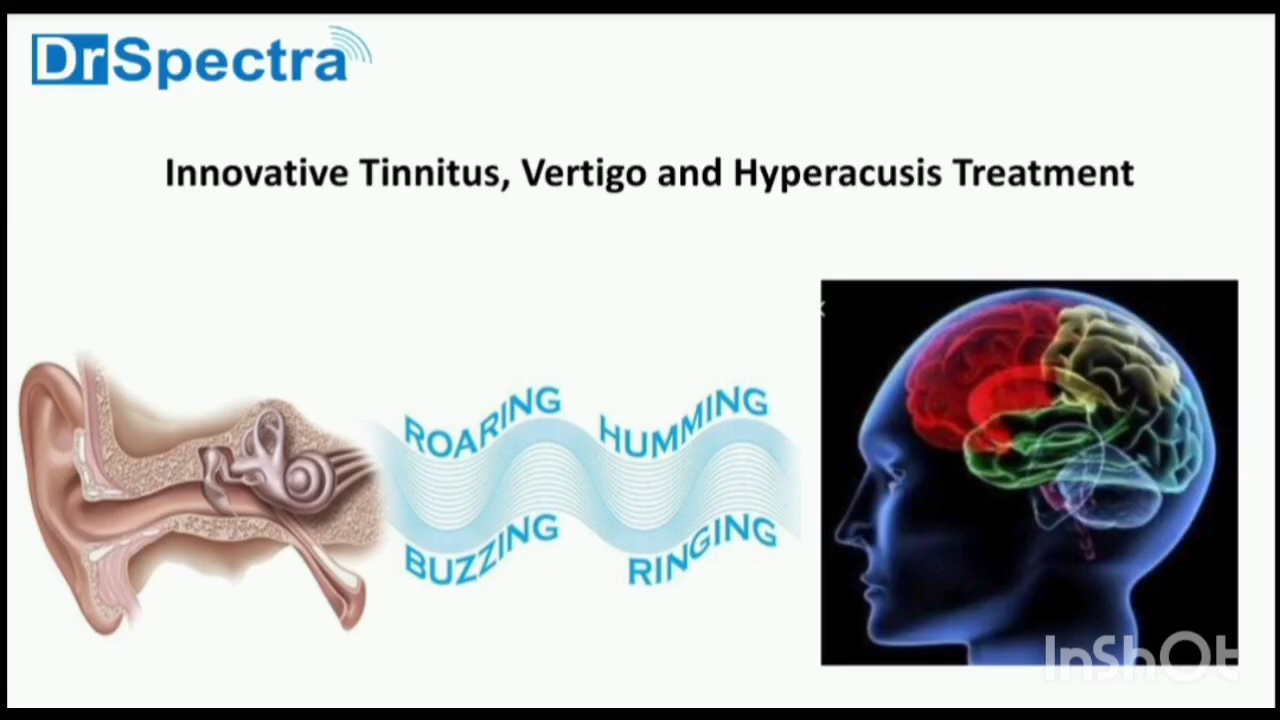 DrSpectra
Innovative Tinnitus, Vertigo and Hyperacusis Treatment
ROARING
HUMMING
BUZZING
RINGING
InShOt